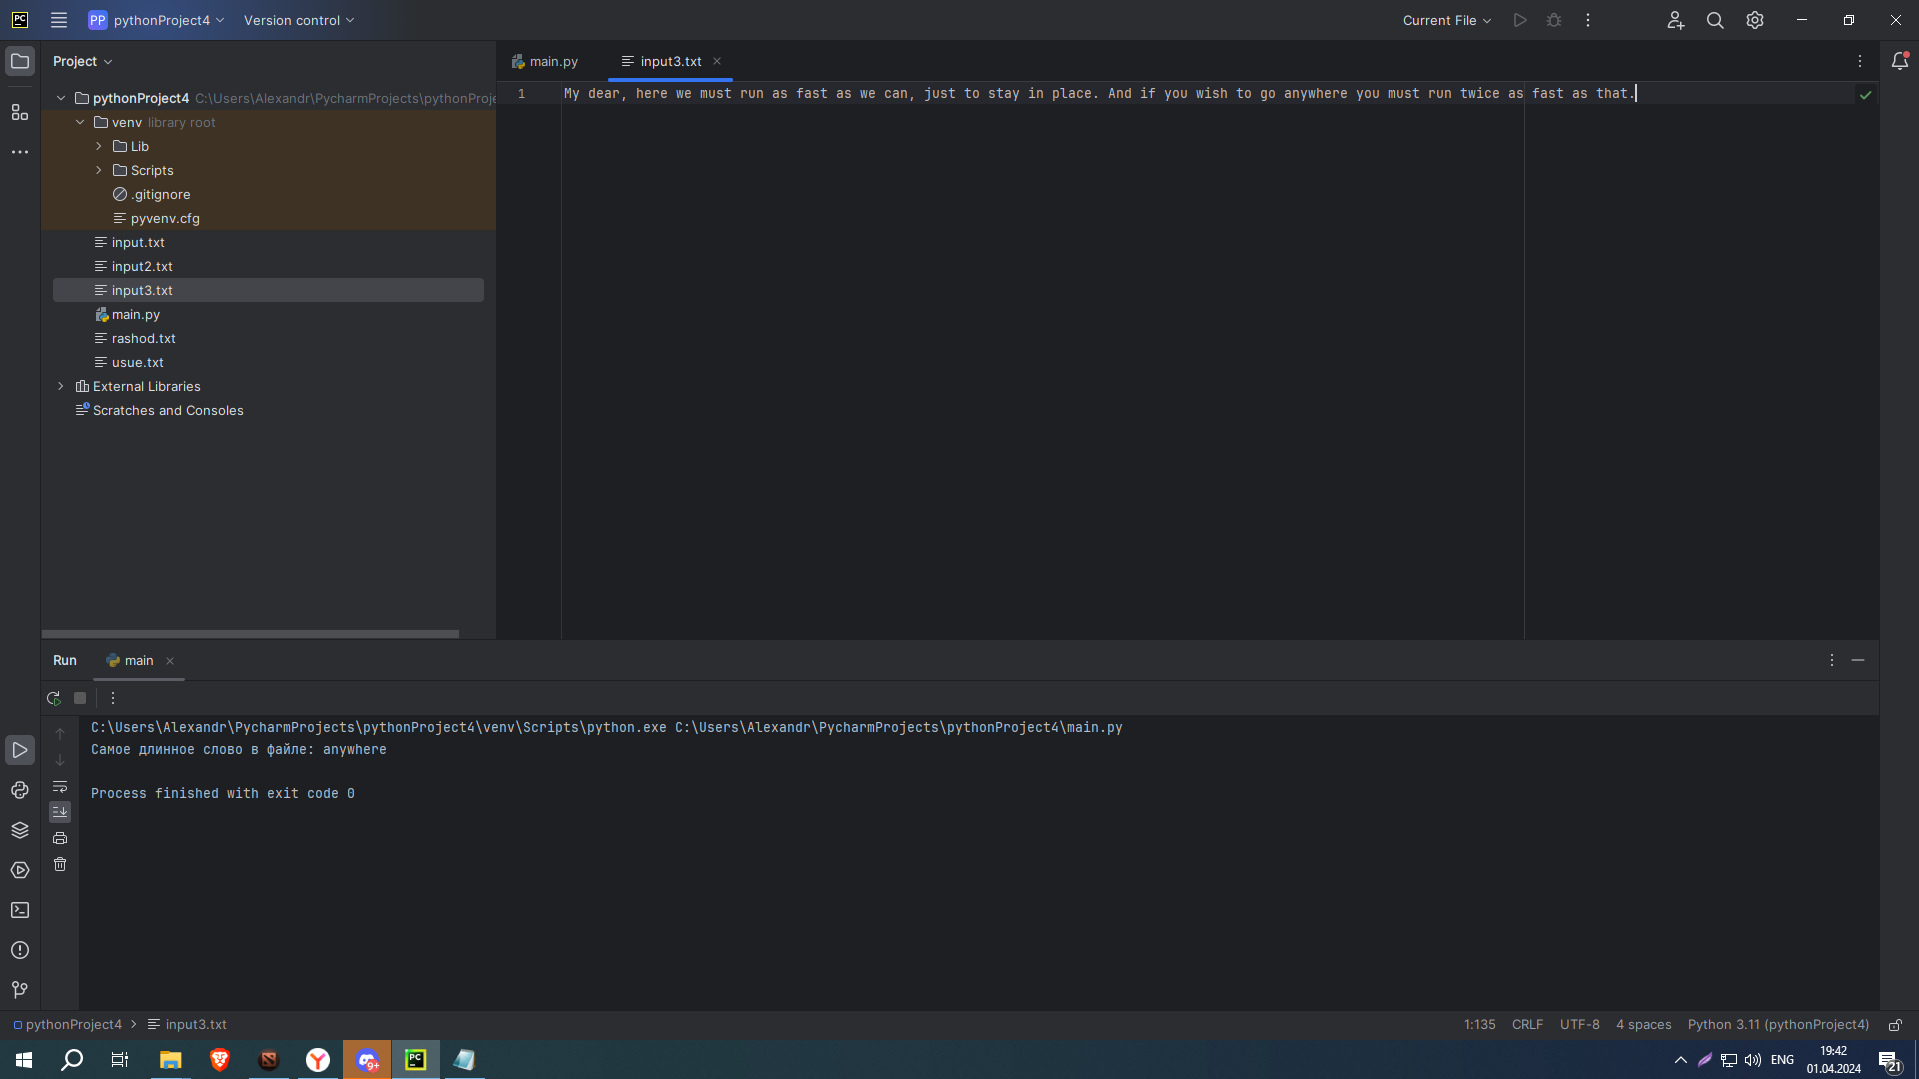 PC
PP pythonProject4
Version control
Current File
Project
main.py
input3.txt
pythonProject4 C:\Users\Alexandr\PycharmProjects\pythonProje
venv library root
Lib
Scripts
.gitignore
pyvenv.cfg
input.txt
input2.txt
input3.txt
main.py
rashod.txt
usue.txt
External Libraries
Scratches and Consoles
1
My dear, here we must run as fast as we can, just to stay in place. And if you wish to go anywhere you must run twice as fast as that.
Run
main
C:\Users\Alexandr\PycharmProjects\pythonProject4\venv\Scripts\python.exe C:\Users\Alexandr\PycharmProjects\pythonProject4\main.py
Самое длинное слово в файле: anywhere
Process finished with exit code 0
pythonProject4 > input3.txt
1:135
CRLF
UTF-8
4 spaces
Python 3.11 (pythonProject4)
9+
PC
ENG
19:42
01.04.2024
21